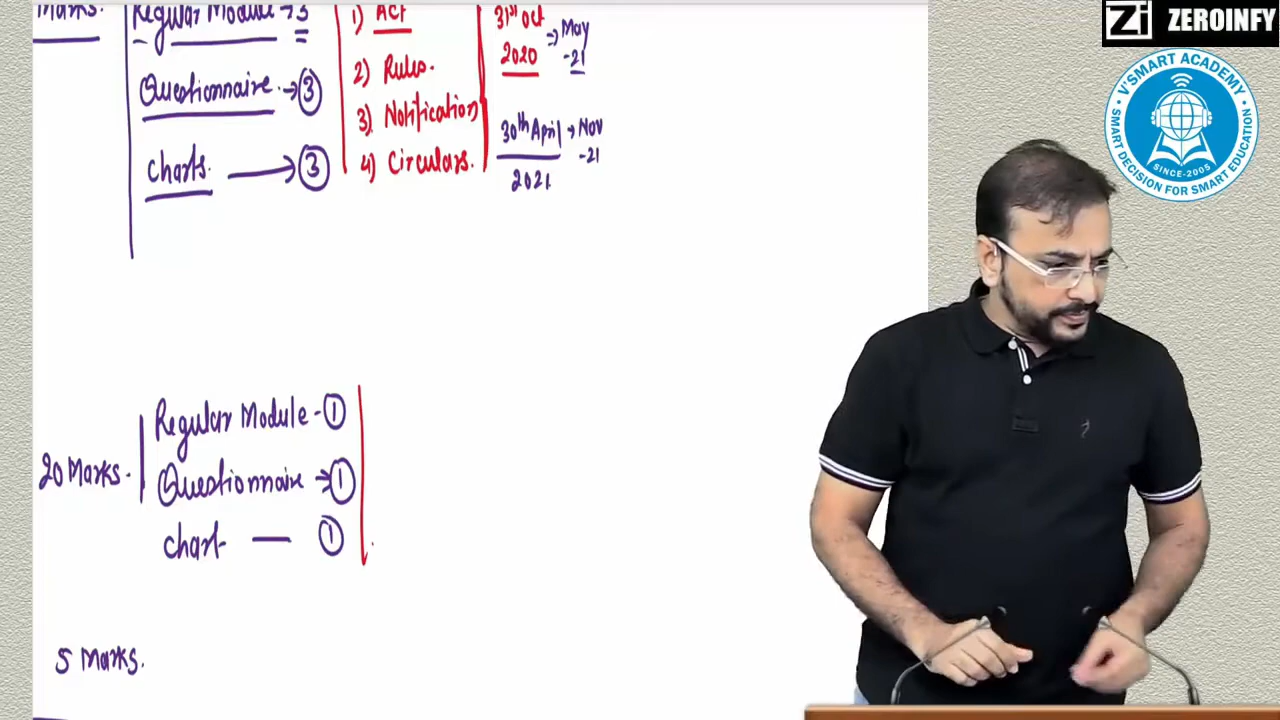 Marks.
Regular Module → 3
Questionnaire. → 3
Charts. → 3
1) Act
2) Rules.
3) Notification
4) Circulars.
31st Oct
2020
⇒ May
-21
30th April
2021
→ Nov
-21
20 Marks.
Regular Module - 1
Questionnaire → 1
Chart — 1
5 Marks.
Zi ZEROINFY
V'SMART ACADEMY
SINCE-2005
SMART DECISION FOR SMART EDUCATION